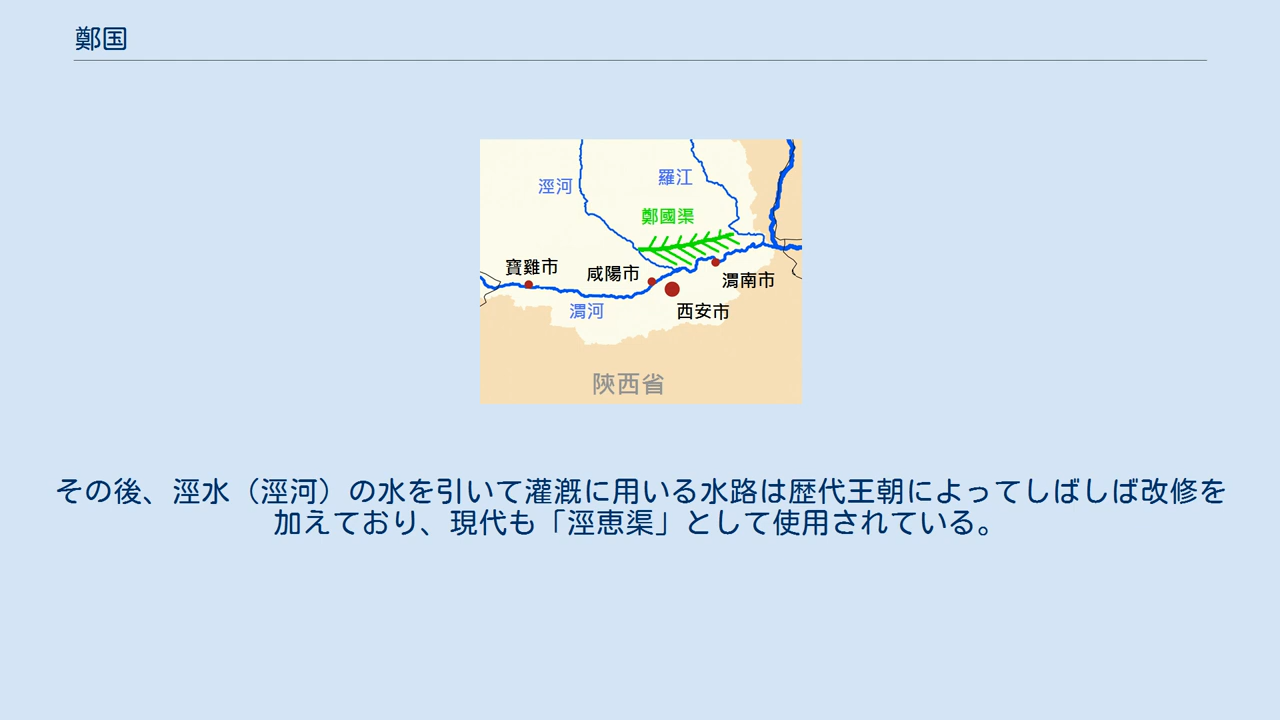 鄭国
涇河
羅江
鄭國渠
寶雞市
咸陽市
渭南市
渭河
西安市
陝西省
その後、涇水（涇河）の水を引いて灌漑に用いる水路は歴代王朝によってしばしば改修を
加えており、現代も「涇恵渠」として使用されている。